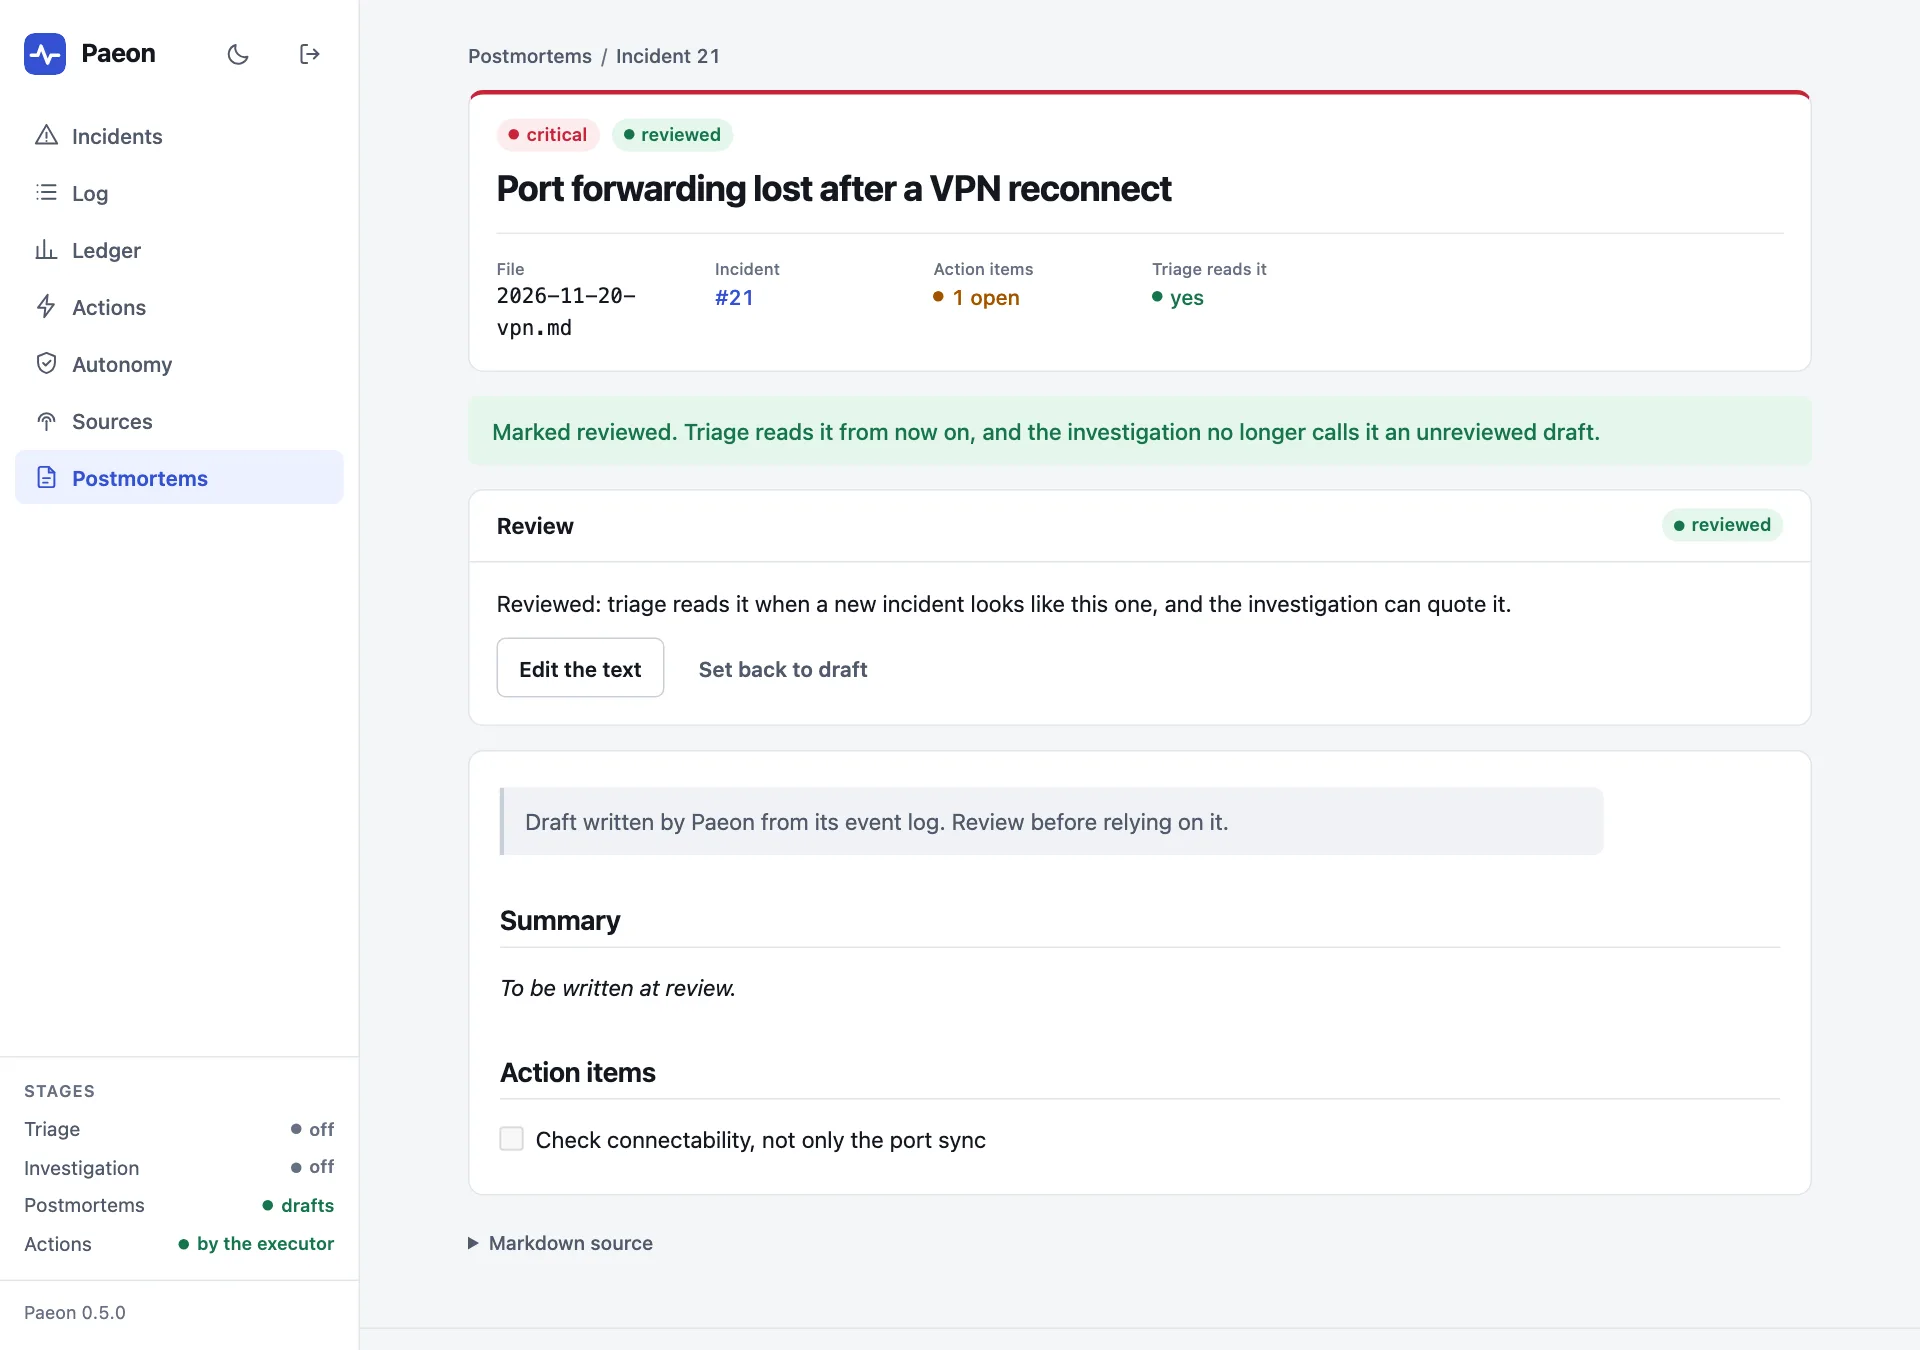 Paeon
Incidents
Log
Ledger
Actions
Autonomy
Sources
Postmortems
STAGES
Triage off
Investigation off
Postmortems drafts
Actions by the executor
Paeon 0.5.0
Postmortems / Incident 21
critical reviewed
Port forwarding lost after a VPN reconnect
File Incident Action items Triage reads it
2026-11-20- #21 1 open yes
vpn.md
Marked reviewed. Triage reads it from now on, and the investigation no longer calls it an unreviewed draft.
Review reviewed
Reviewed: triage reads it when a new incident looks like this one, and the investigation can quote it.
Edit the text Set back to draft
Draft written by Paeon from its event log. Review before relying on it.
Summary
To be written at review.
Action items
Check connectability, not only the port sync
Markdown source